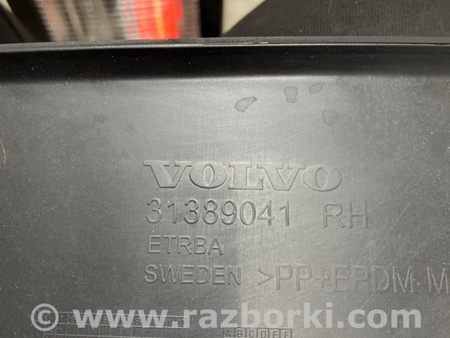 VOLVO
31389041 RH
ETRBA
SWEDEN >PP+EPDM-M
A B C D E F
© www.razborki.com